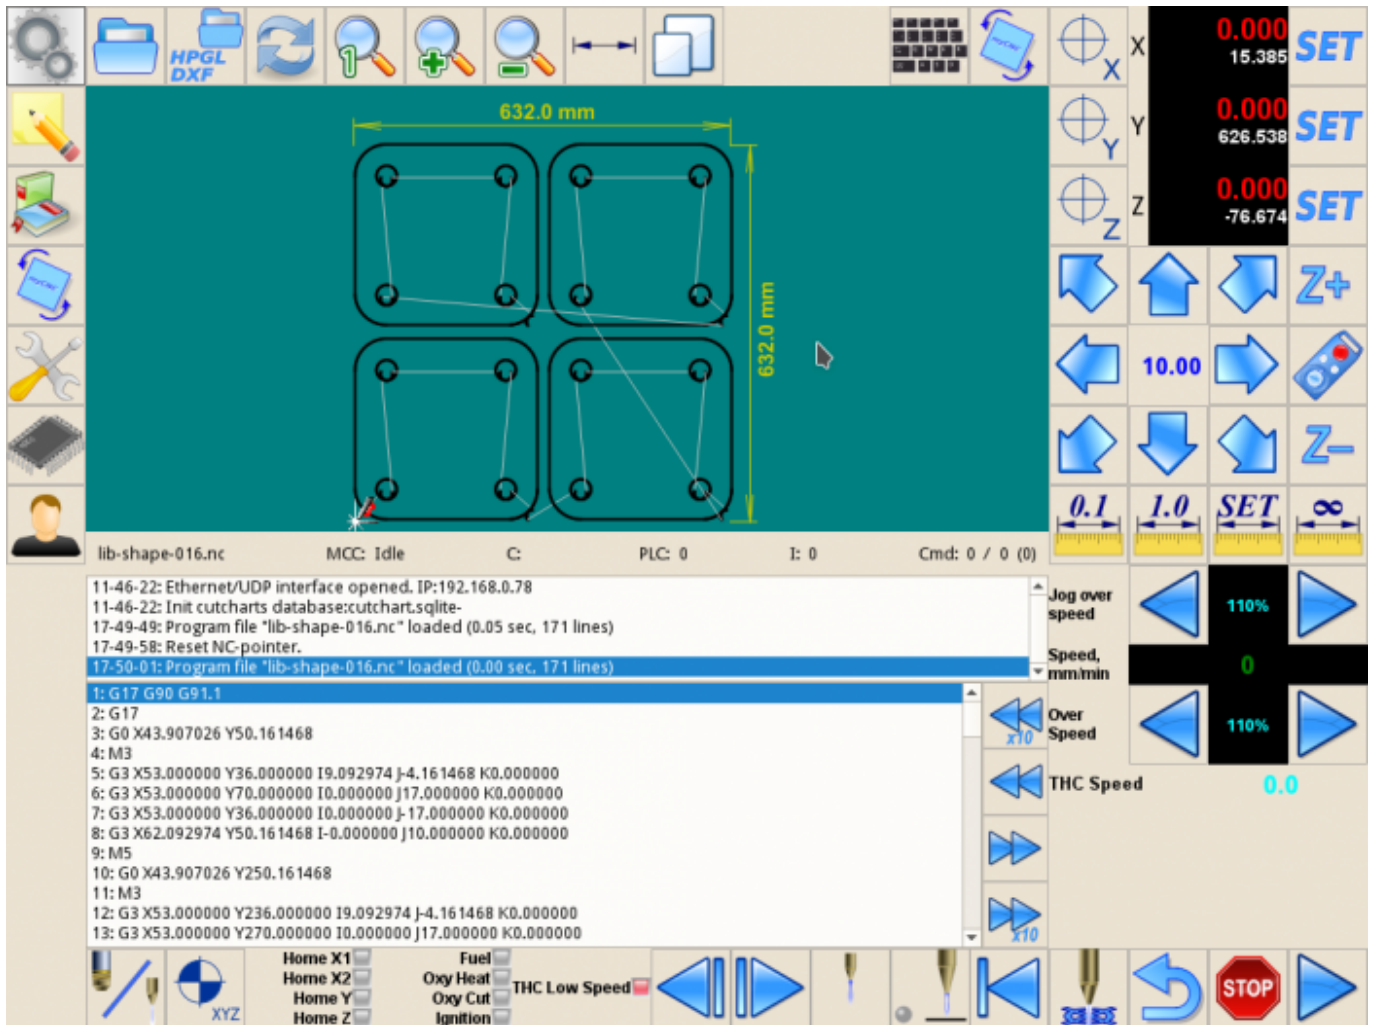 HPGL
DXF
1
myCNC
X
X
0.000
15.385
SET
Y
Y
0.000
626.538
SET
Z
Z
0.000
-76.674
SET
632.0 mm
632.0 mm
myCNC
Z+
10.00
Z-
0.1
1.0
SET
∞
lib-shape-016.nc
MCC: Idle
C:
PLC: 0
I: 0
Cmd: 0 / 0 (0)
11-46-22: Ethernet/UDP interface opened. IP:192.168.0.78
11-46-22: Init cutcharts database:cutchart.sqlite-
17-49-49: Program file "lib-shape-016.nc" loaded (0.05 sec, 171 lines)
17-49-58: Reset NC-pointer.
17-50-01: Program file "lib-shape-016.nc" loaded (0.00 sec, 171 lines)
Jog over
speed
110%
Speed,
mm/min
0
Over
Speed
110%
THC Speed
0.0
1: G17 G90 G91.1
2: G17
3: G0 X43.907026 Y50.161468
4: M3
5: G3 X53.000000 Y36.000000 I9.092974 J-4.161468 K0.000000
6: G3 X53.000000 Y70.000000 I0.000000 J17.000000 K0.000000
7: G3 X53.000000 Y36.000000 I0.000000 J-17.000000 K0.000000
8: G3 X62.092974 Y50.161468 I-0.000000 J10.000000 K0.000000
9: M5
10: G0 X43.907026 Y250.161468
11: M3
12: G3 X53.000000 Y236.000000 I9.092974 J-4.161468 K0.000000
13: G3 X53.000000 Y270.000000 I0.000000 J17.000000 K0.000000
x10
x10
XYZ
Home X1
Home X2
Home Y
Home Z
Fuel
Oxy Heat
Oxy Cut
Ignition
THC Low Speed
STOP